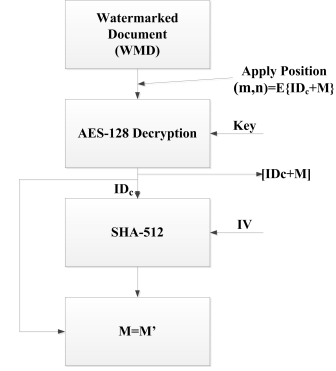 Watermarked
Document
(WMD)
Apply Position
(m,n)=E{IDc+M}
AES-128 Decryption
Key
[IDc+M]
IDc
SHA-512
IV
M=M’